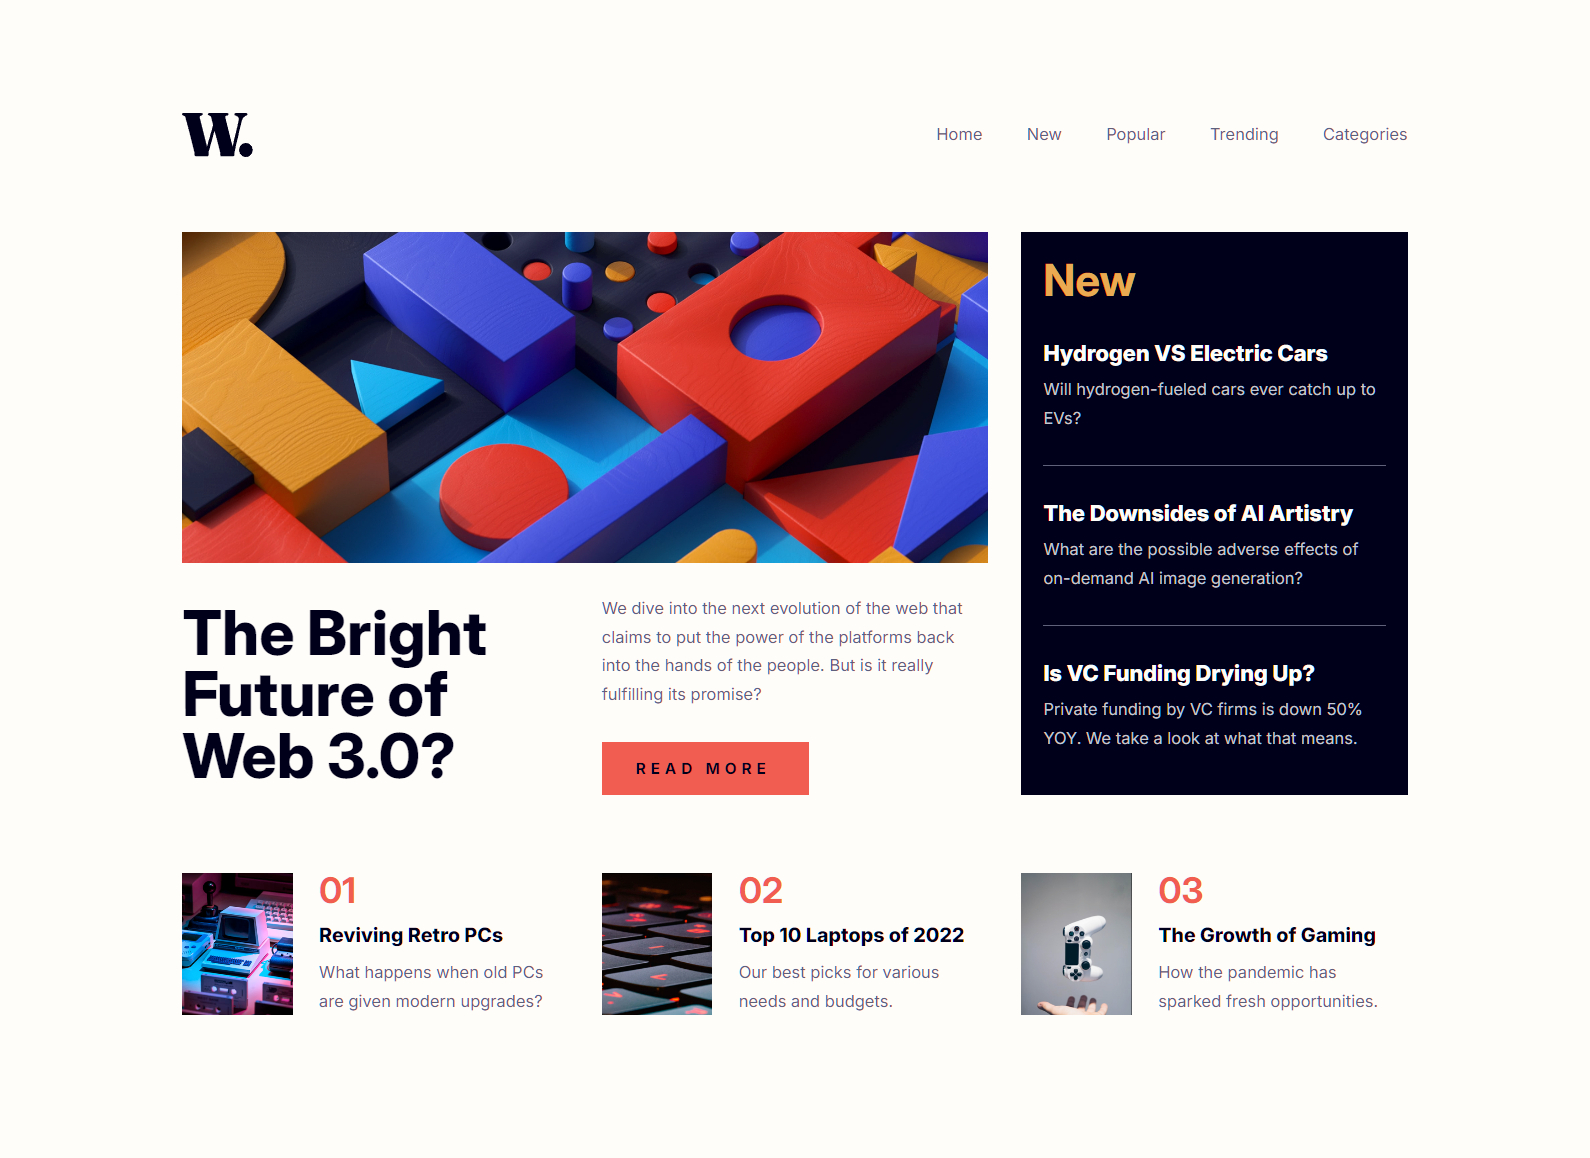 W.
Home New Popular Trending Categories
The Bright
Future of
Web 3.0?
We dive into the next evolution of the web that
claims to put the power of the platforms back
into the hands of the people. But is it really
fulfilling its promise?
READ MORE
New
Hydrogen VS Electric Cars
Will hydrogen-fueled cars ever catch up to
EVs?
The Downsides of AI Artistry
What are the possible adverse effects of
on-demand AI image generation?
Is VC Funding Drying Up?
Private funding by VC firms is down 50%
YOY. We take a look at what that means.
01
Reviving Retro PCs
What happens when old PCs
are given modern upgrades?
02
Top 10 Laptops of 2022
Our best picks for various
needs and budgets.
03
The Growth of Gaming
How the pandemic has
sparked fresh opportunities.